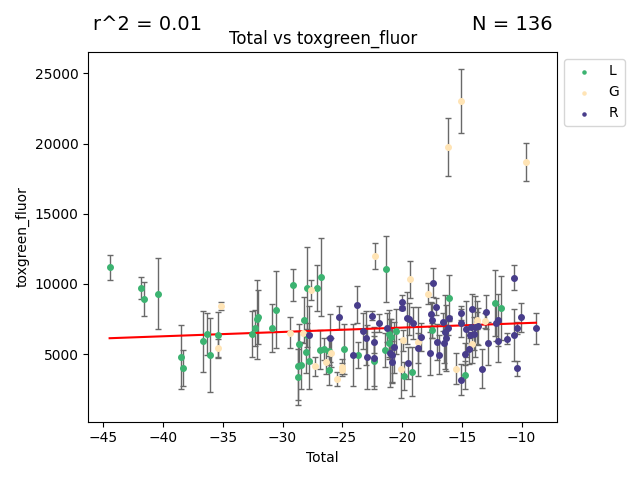 r^2 = 0.01
N = 136
Total vs toxgreen_fluor
25000
20000
15000
10000
5000
toxgreen_fluor
−45
−40
−35
−30
−25
−20
−15
−10
Total
L
G
R